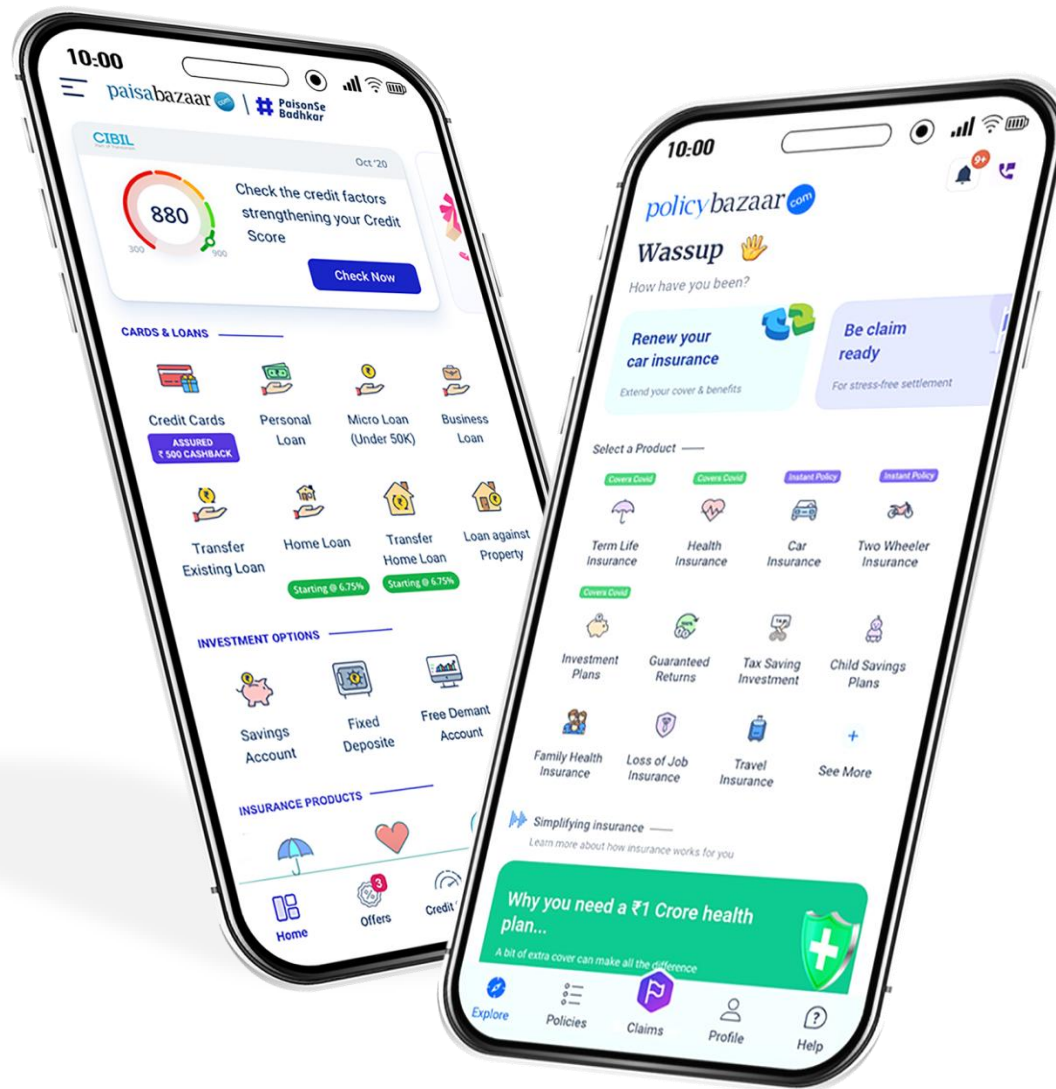 10:00
paisabazaar com
PaisonSe
Badhkar
CIBIL
Oct '20
880
300
900
Check the credit factors
strengthening your Credit
Score
Check Now
CARDS & LOANS
Credit Cards
ASSURED
₹ 500 CASHBACK
Personal
Loan
Micro Loan
(Under 50K)
Business
Loan
Transfer
Existing Loan
Home Loan
Starting @ 6.75%
Transfer
Home Loan
Starting @ 6.75%
Loan against
Property
INVESTMENT OPTIONS
Savings
Account
Fixed
Deposite
Free Demant
Account
INSURANCE PRODUCTS
Home
3
Offers
Credit
10:00
9+
policybazaar com
Wassup
How have you been?
Renew your
car insurance
Extend your cover & benefits
Be claim
ready
For stress-free settlement
Select a Product
Covers Covid
Term Life
Insurance
Covers Covid
Health
Insurance
Instant Policy
Car
Insurance
Instant Policy
Two Wheeler
Insurance
Covers Covid
Investment
Plans
Guaranteed
Returns
Tax Saving
Investment
Child Savings
Plans
Family Health
Insurance
Loss of Job
Insurance
Travel
Insurance
+
See More
Simplifying insurance
Learn more about how insurance works for you
Why you need a ₹1 Crore health
plan...
A bit of extra cover can make all the difference
Explore
Policies
Claims
Profile
Help